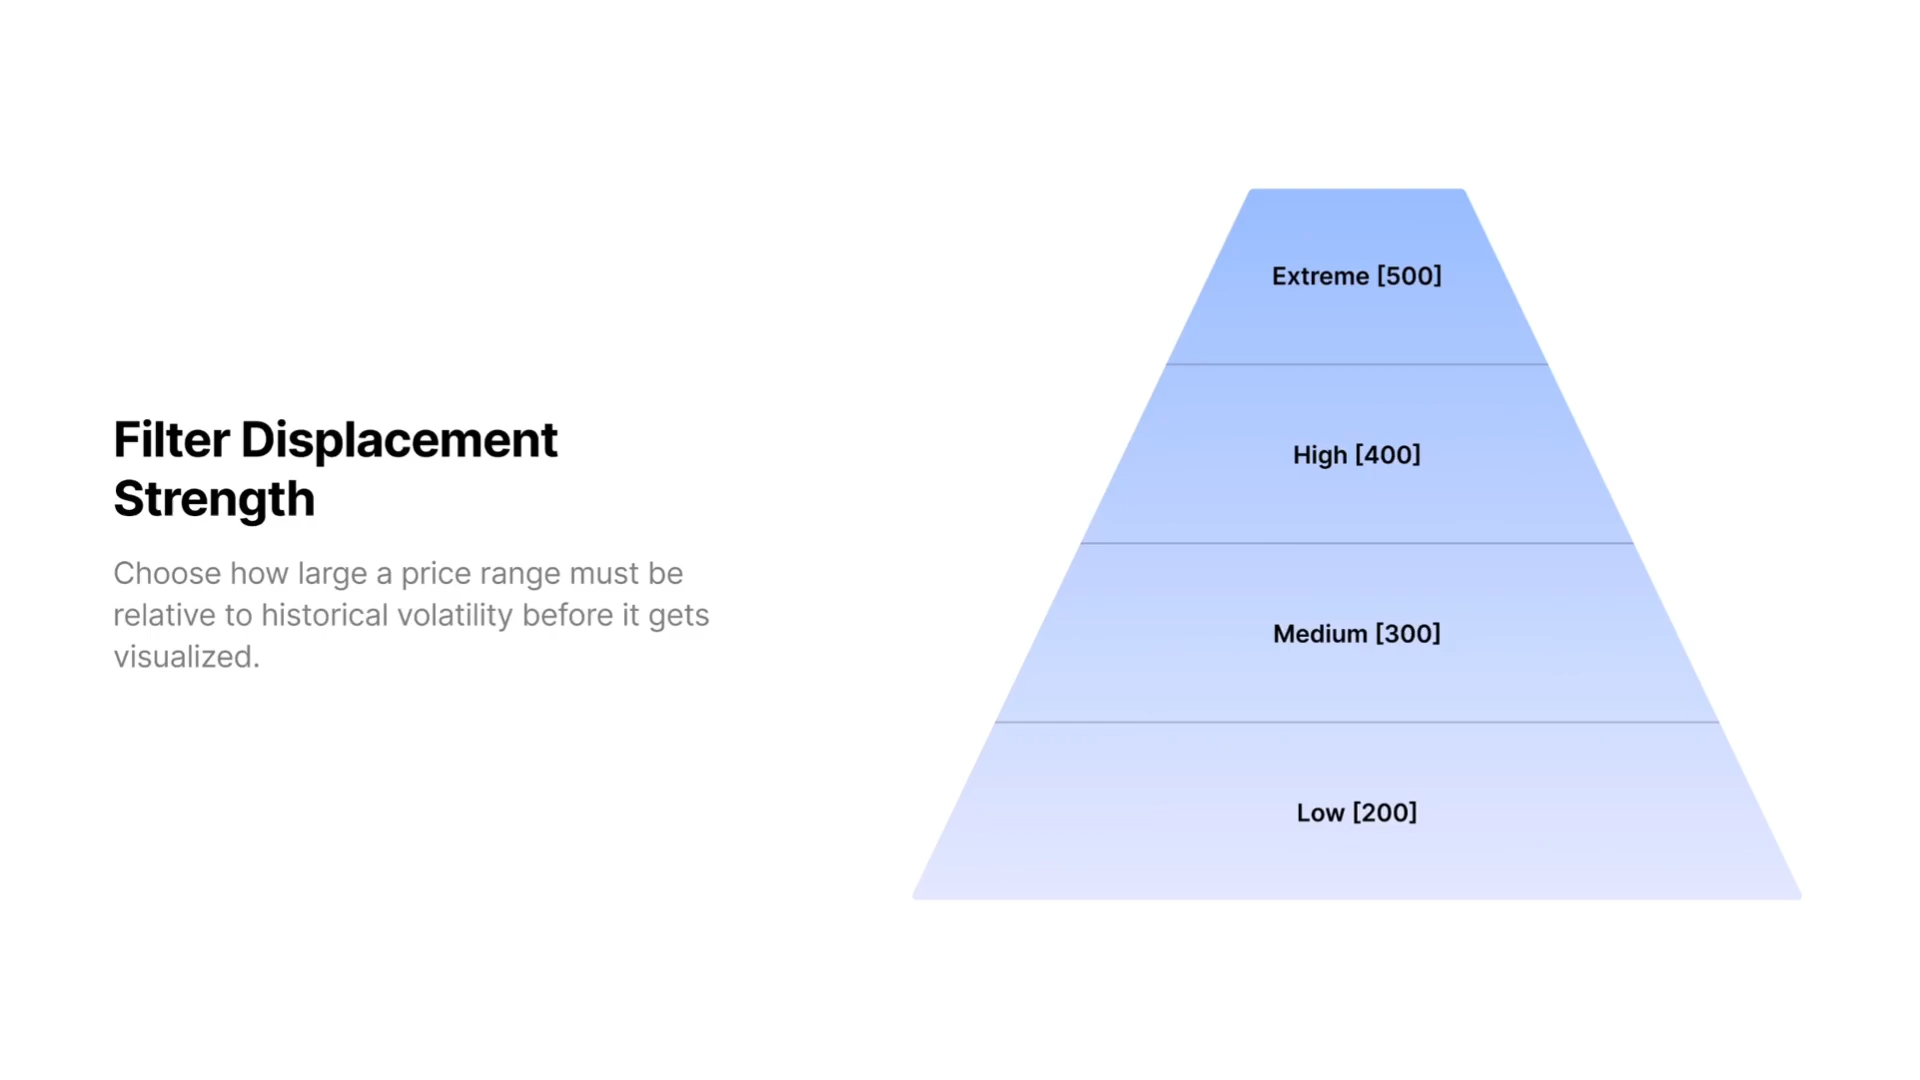 Filter Displacement
Strength
Choose how large a price range must be
relative to historical volatility before it gets
visualized.
Extreme [500]
High [400]
Medium [300]
Low [200]